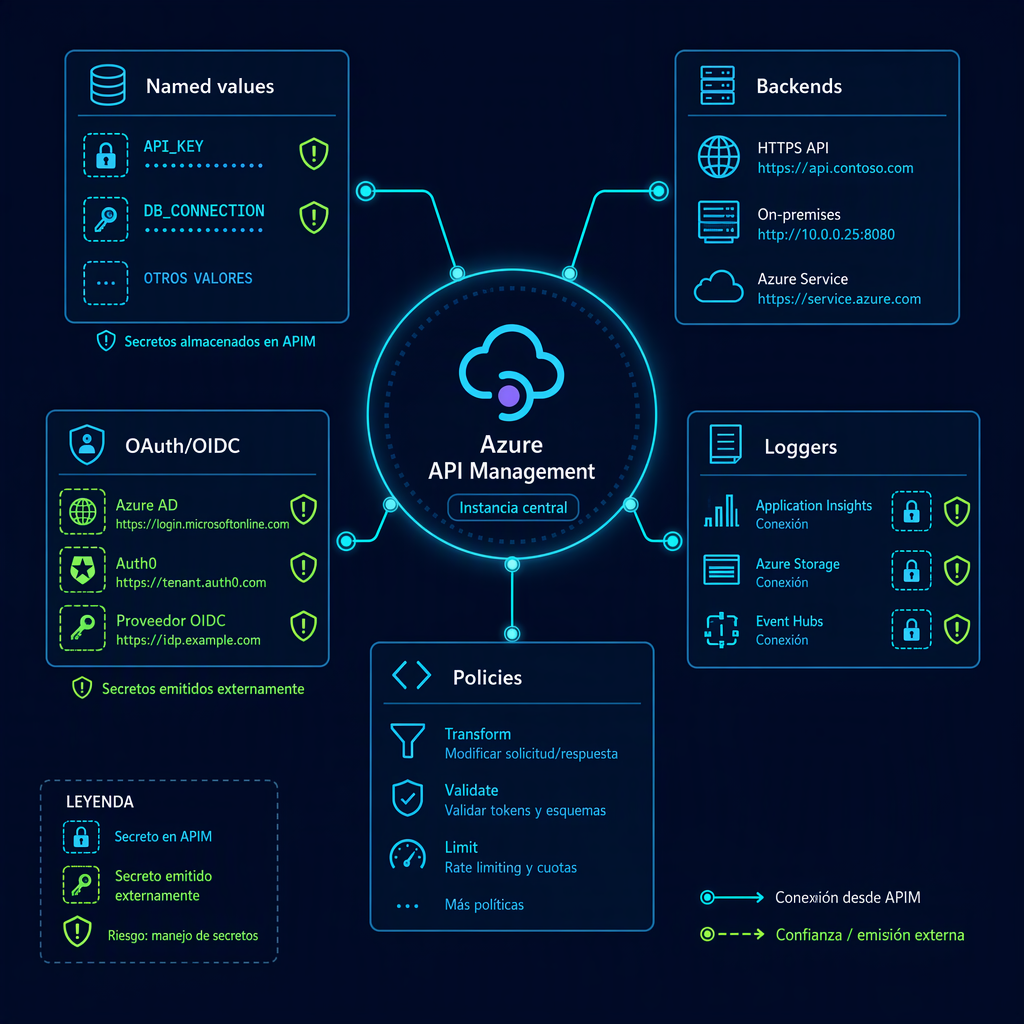 Named values
API_KEY
DB_CONNECTION
OTROS VALORES
Secretos almacenados en APIM
Backends
HTTPS API
https://api.contoso.com
On-premises
http://10.0.0.25:8080
Azure Service
https://service.azure.com
Azure
API Management
Instancia central
OAuth/OIDC
Azure AD
https://login.microsoftonline.com
Auth0
https://tenant.auth0.com
Proveedor OIDC
https://idp.example.com
Secretos emitidos externamente
Loggers
Application Insights
Conexión
Azure Storage
Conexión
Event Hubs
Conexión
Policies
Transform
Modificar solicitud/respuesta
Validate
Validar tokens y esquemas
Limit
Rate limiting y cuotas
Más políticas
LEYENDA
Secreto en APIM
Secreto emitido
externamente
Riesgo: manejo de secretos
Conexión desde APIM
Confianza / emisión externa